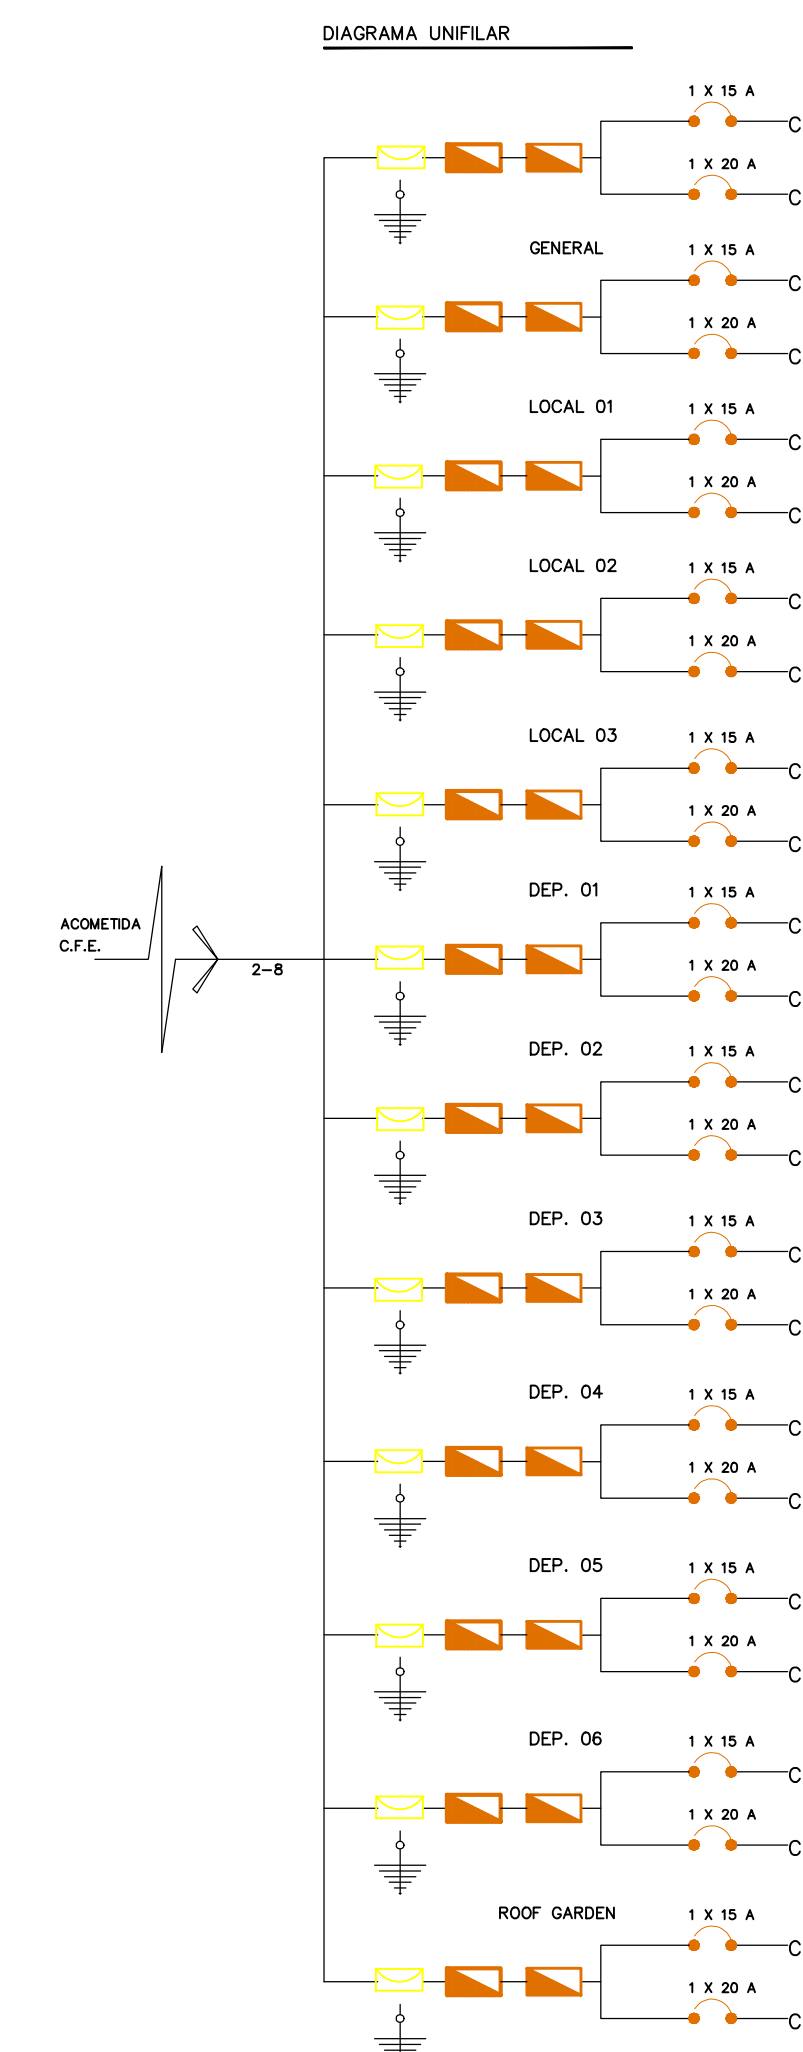 DIAGRAMA UNIFILAR
1 X 15 A
C
1 X 20 A
C
GENERAL
1 X 15 A
C
1 X 20 A
C
LOCAL 01
1 X 15 A
C
1 X 20 A
C
LOCAL 02
1 X 15 A
C
1 X 20 A
C
LOCAL 03
1 X 15 A
C
1 X 20 A
C
DEP. 01
1 X 15 A
C
ACOMETIDA
C.F.E.
2-8
1 X 20 A
C
DEP. 02
1 X 15 A
C
1 X 20 A
C
DEP. 03
1 X 15 A
C
1 X 20 A
C
DEP. 04
1 X 15 A
C
1 X 20 A
C
DEP. 05
1 X 15 A
C
1 X 20 A
C
DEP. 06
1 X 15 A
C
1 X 20 A
C
ROOF GARDEN
1 X 15 A
C
1 X 20 A
C